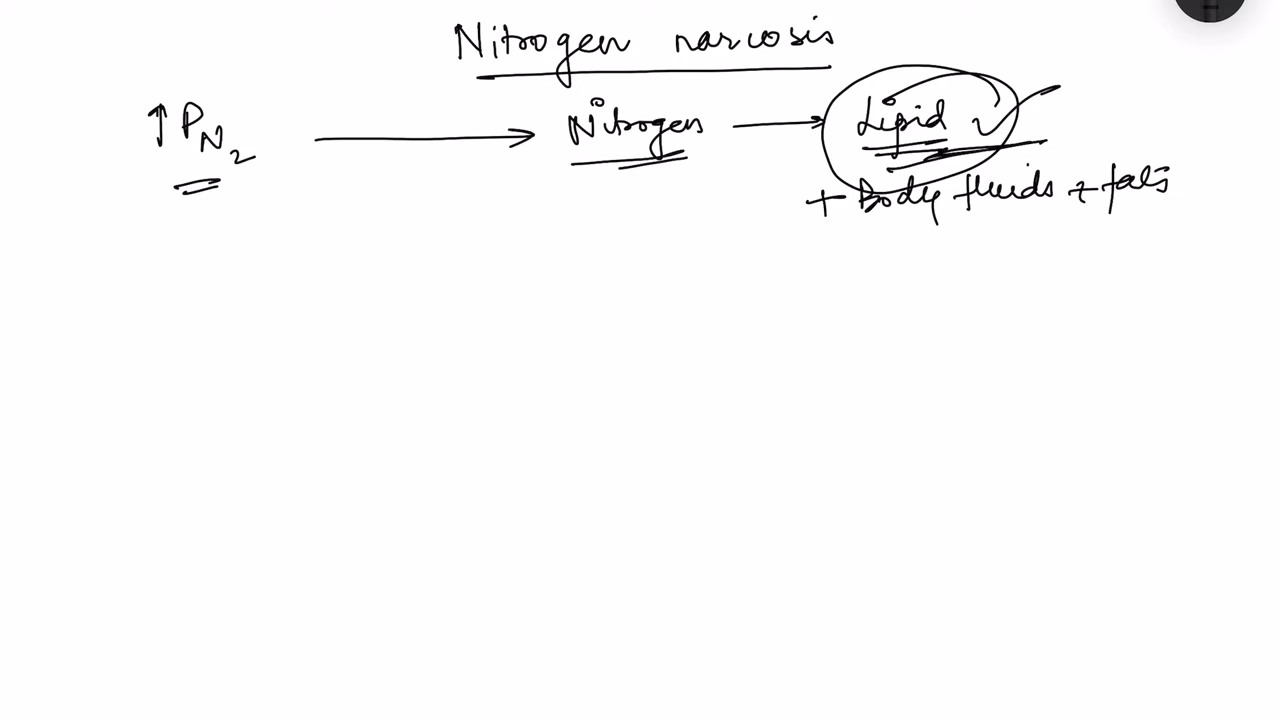 Nitrogen narcosis
↑ PN₂ → Nitrogen → Lipid ✓
+ Body fluids + fats